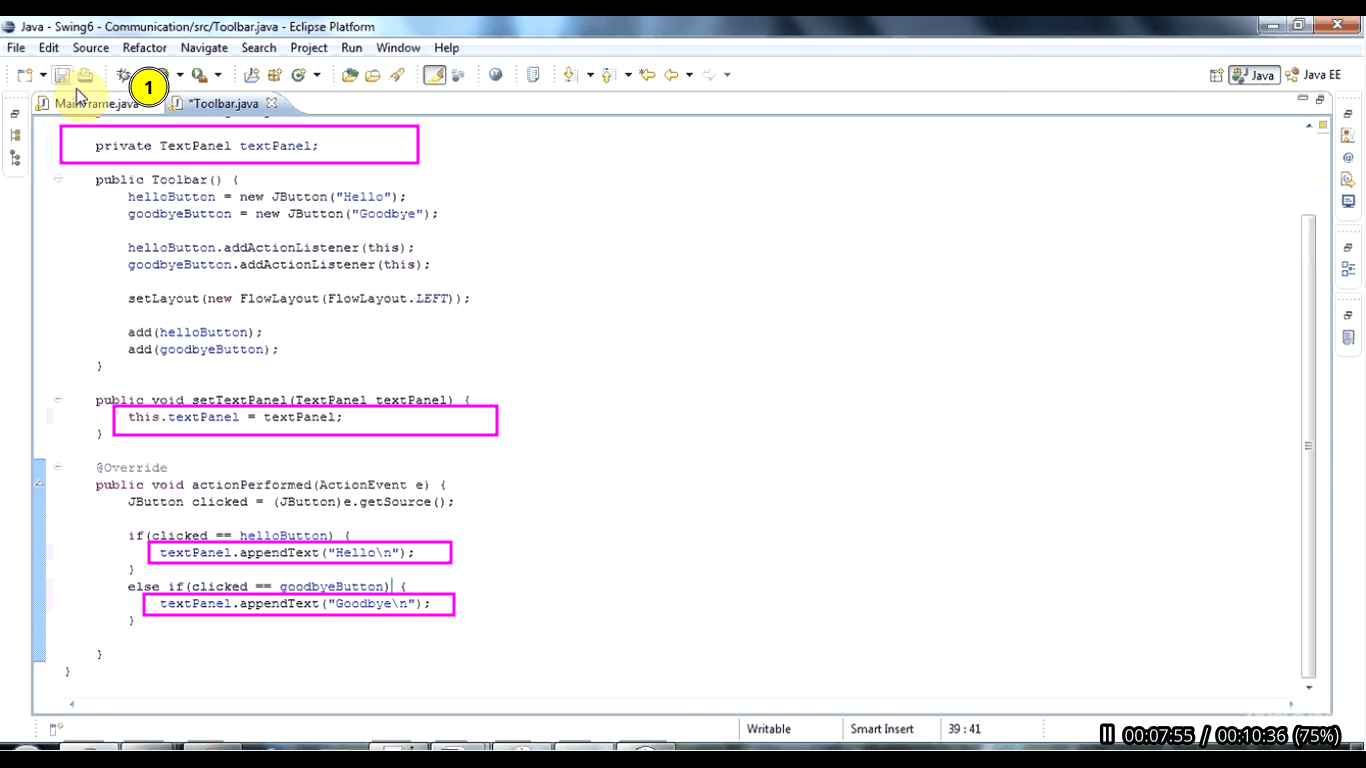 Java - Swing6 - Communication/src/Toolbar.java - Eclipse Platform
File Edit Source Refactor Navigate Search Project Run Window Help
1
Java Java EE
MainFrame.java *Toolbar.java
private TextPanel textPanel;
public Toolbar() {
helloButton = new JButton("Hello");
goodbyeButton = new JButton("Goodbye");
helloButton.addActionListener(this);
goodbyeButton.addActionListener(this);
setLayout(new FlowLayout(FlowLayout.LEFT));
add(helloButton);
add(goodbyeButton);
}
public void setTextPanel(TextPanel textPanel) {
this.textPanel = textPanel;
}
@Override
public void actionPerformed(ActionEvent e) {
JButton clicked = (JButton)e.getSource();
if(clicked == helloButton) {
textPanel.appendText("Hello\n");
}
else if(clicked == goodbyeButton) {
textPanel.appendText("Goodbye\n");
}
}
}
Writable Smart Insert 39 : 41
00:07:55 / 00:10:36 (75%)